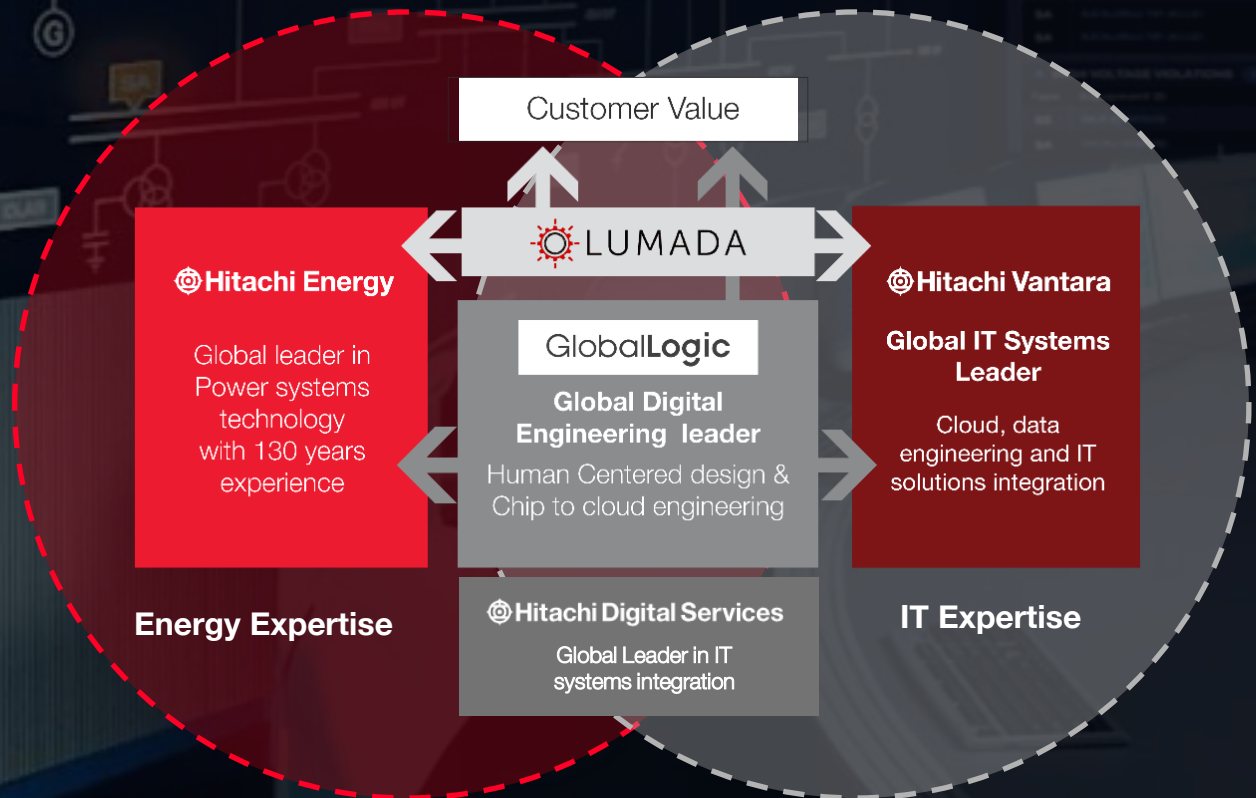 G
Customer Value
LUMADA
Hitachi Energy
Global leader in
Power systems
technology
with 130 years
experience
GlobalLogic
Global Digital
Engineering leader
Human Centered design &
Chip to cloud engineering
Hitachi Vantara
Global IT Systems
Leader
Cloud, data
engineering and IT
solutions integration
Energy Expertise
Hitachi Digital Services
Global Leader in IT
systems integration
IT Expertise